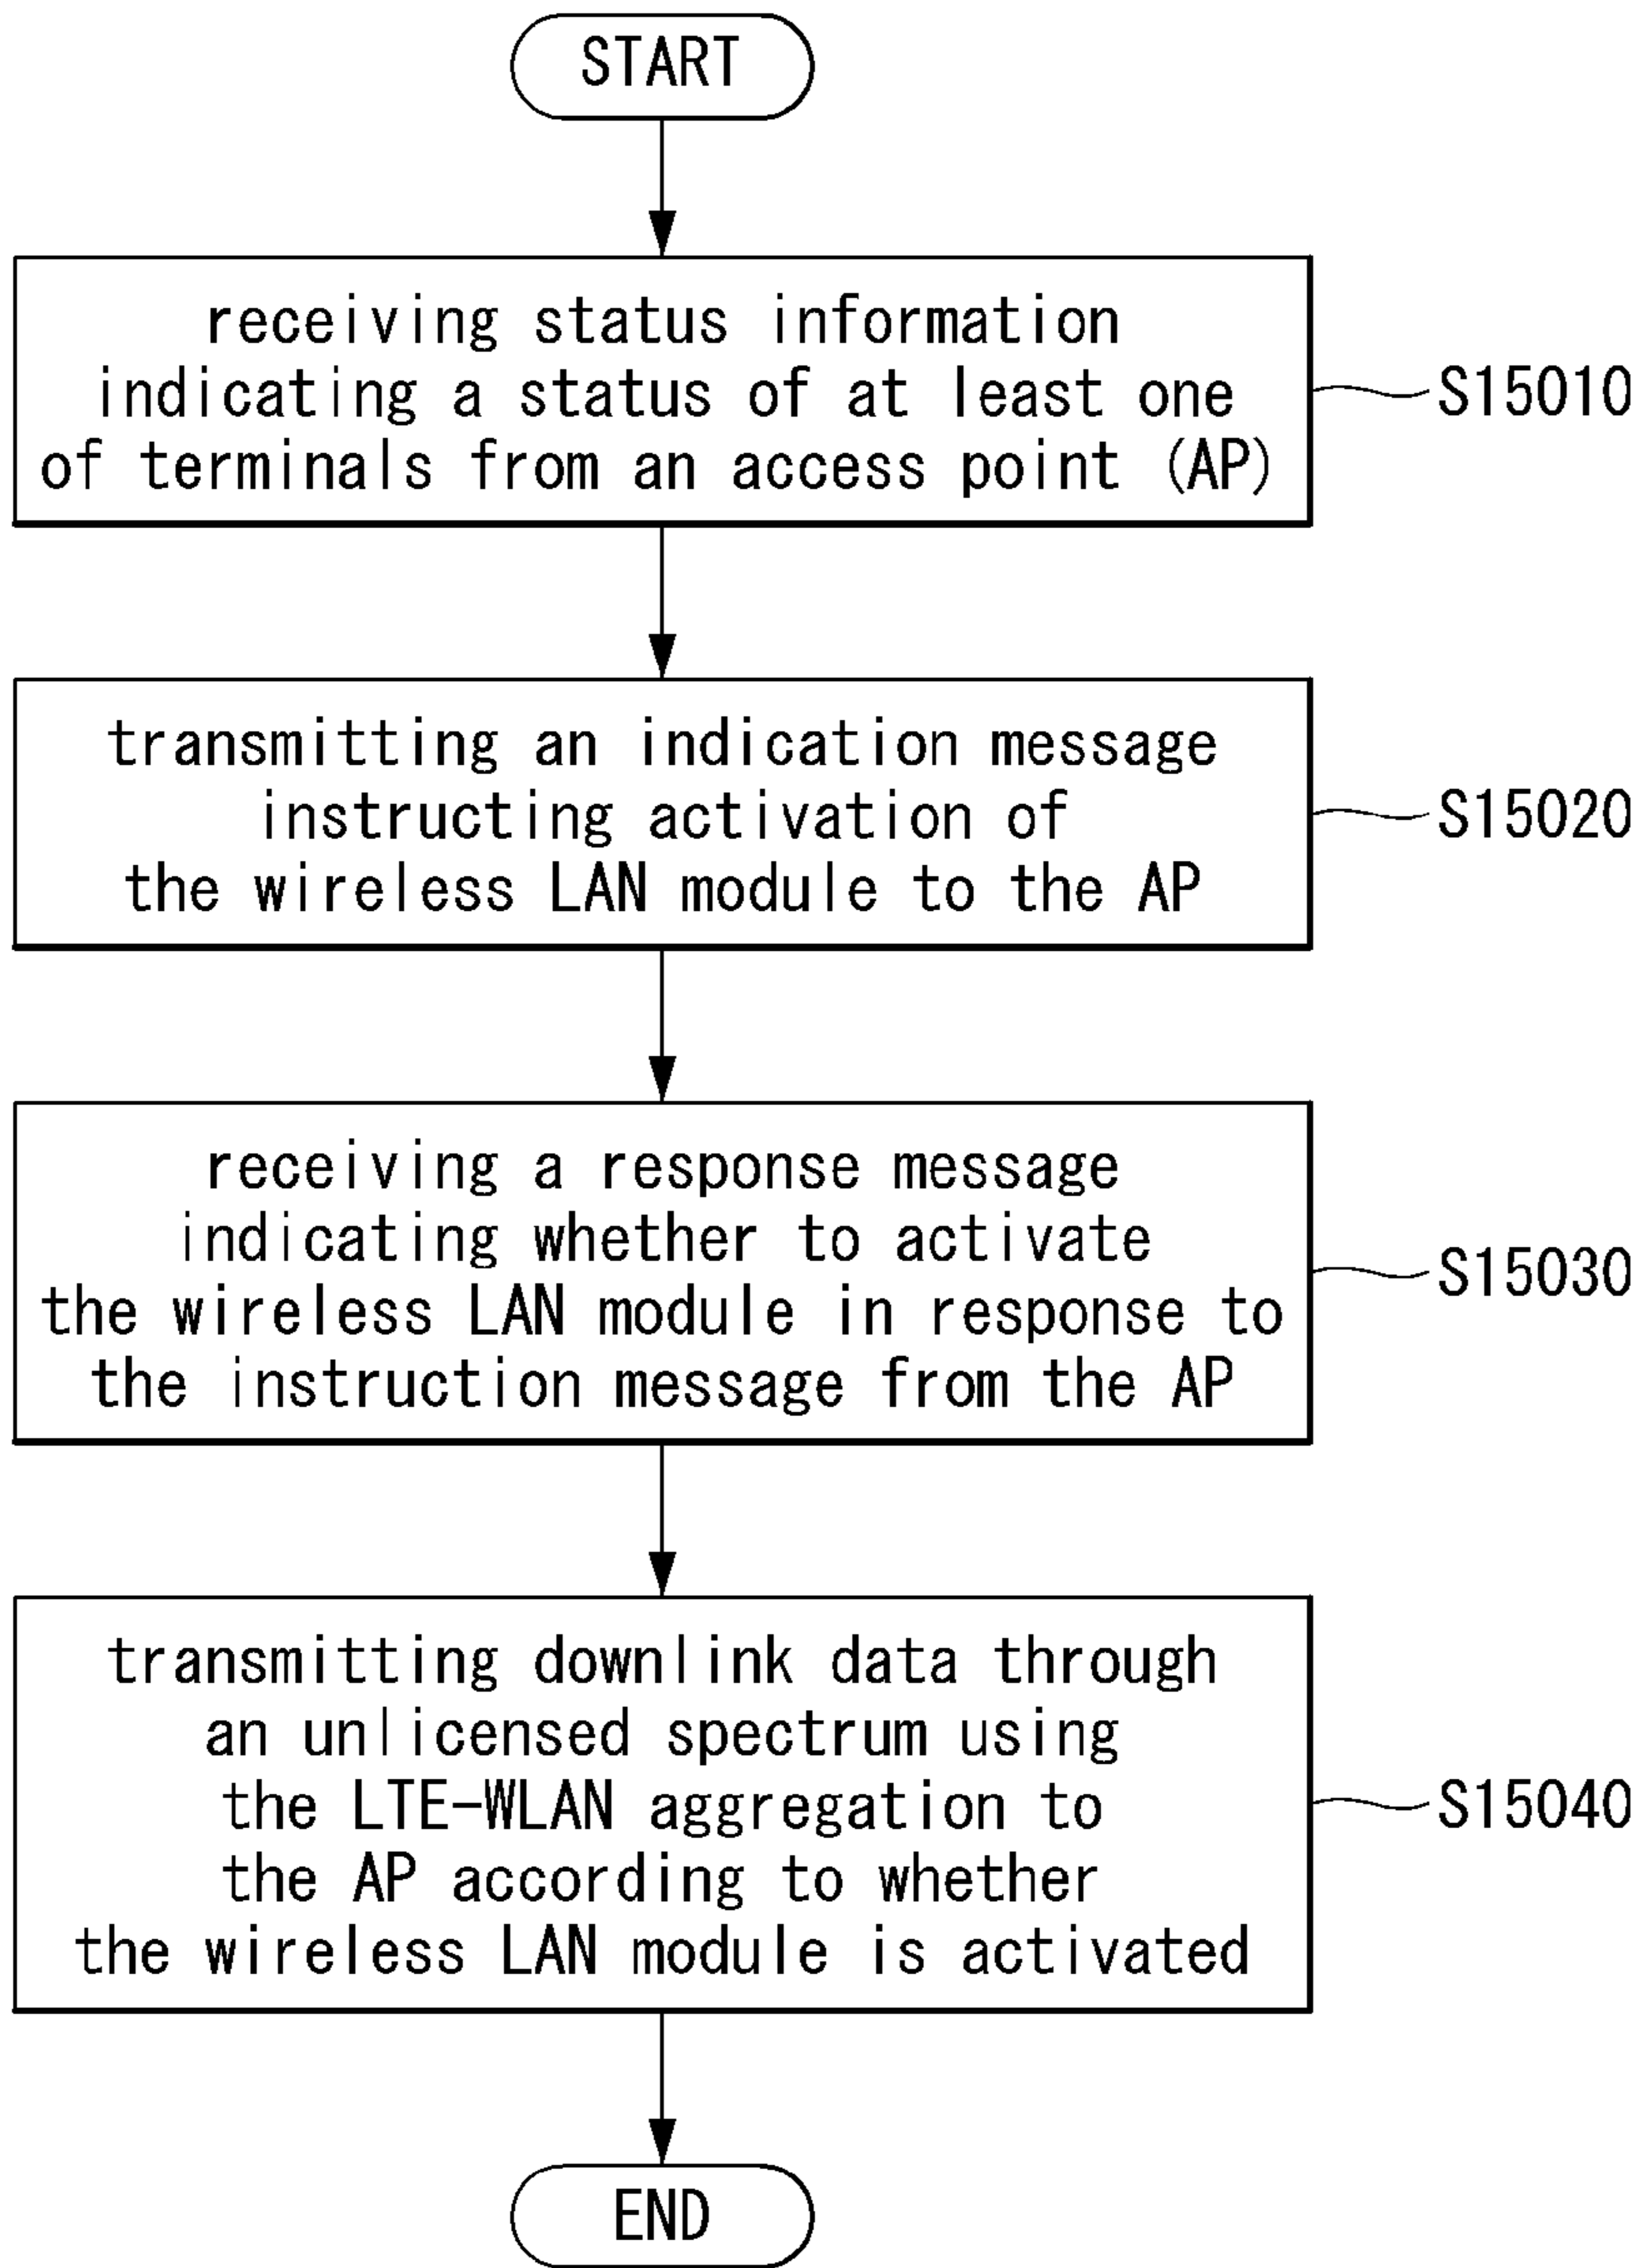 START
receiving status information
indicating a status of at least one
of terminals from an access point (AP)
S15010
transmitting an indication message
instructing activation of
the wireless LAN module to the AP
S15020
receiving a response message
indicating whether to activate
the wireless LAN module in response to
the instruction message from the AP
S15030
transmitting downlink data through
an unlicensed spectrum using
the LTE-WLAN aggregation to
the AP according to whether
the wireless LAN module is activated
S15040
END